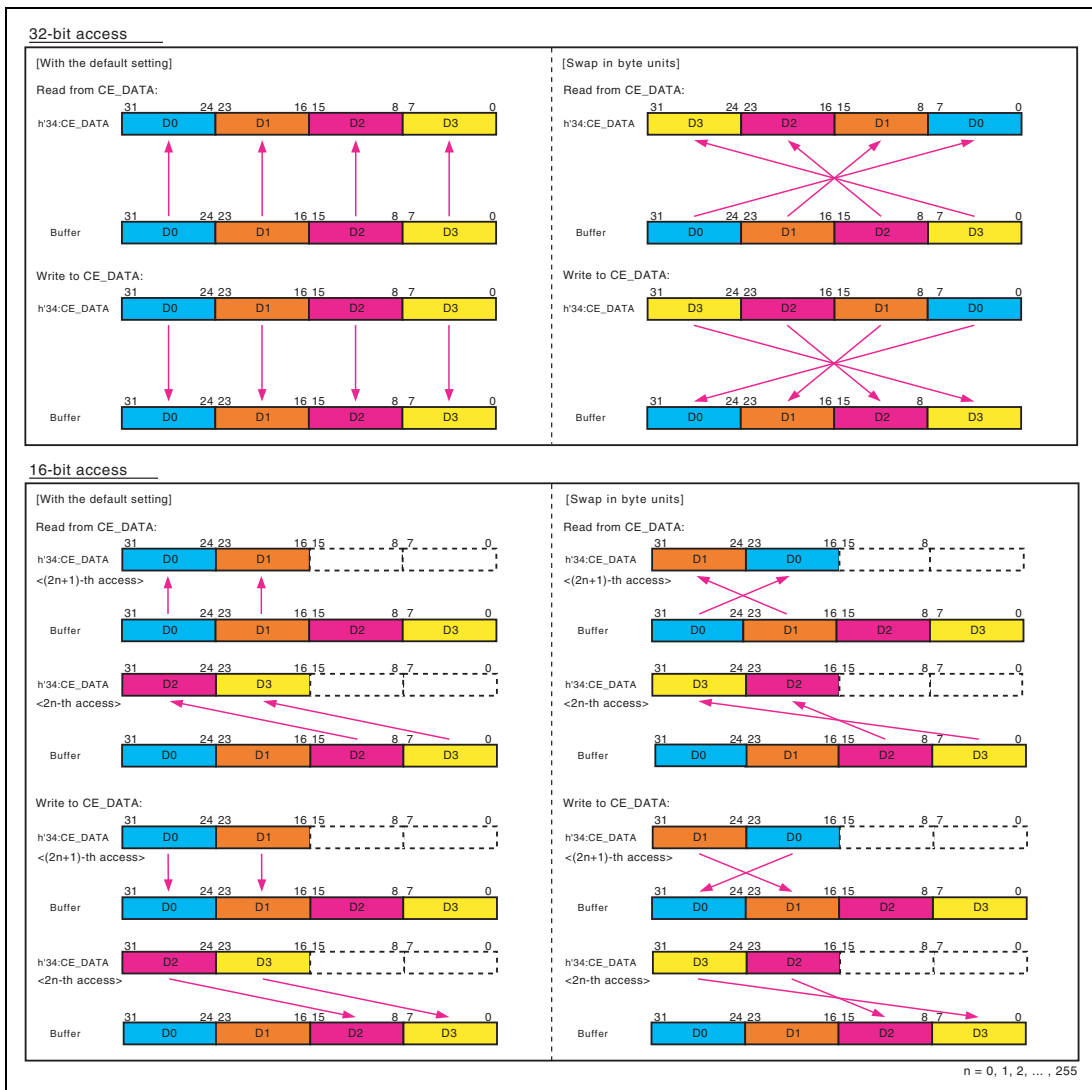 32-bit access
[With the default setting]
Read from CE_DATA:
31 24 23 16 15 8 7 0
h'34:CE_DATA D0 D1 D2 D3
31 24 23 16 15 8 7 0
Buffer D0 D1 D2 D3
Write to CE_DATA:
31 24 23 16 15 8 7 0
h'34:CE_DATA D0 D1 D2 D3
31 24 23 16 15 8 7 0
Buffer D0 D1 D2 D3
[Swap in byte units]
Read from CE_DATA:
31 24 23 16 15 8 7 0
h'34:CE_DATA D3 D2 D1 D0
31 24 23 16 15 8 7 0
Buffer D0 D1 D2 D3
Write to CE_DATA:
31 24 23 16 15 8 7 0
h'34:CE_DATA D3 D2 D1 D0
31 24 23 16 15 8 0
Buffer D0 D1 D2 D3
16-bit access
[With the default setting]
Read from CE_DATA:
31 24 23 16 15 8 7 0
h'34:CE_DATA D0 D1
<(2n+1)-th access>
31 24 23 16 15 8 7 0
Buffer D0 D1 D2 D3
31 24 23 16 15 8 7 0
h'34:CE_DATA D2 D3
<2n-th access>
31 24 23 16 15 8 7 0
Buffer D0 D1 D2 D3
Write to CE_DATA:
31 24 23 16 15 8 7 0
h'34:CE_DATA D0 D1
<(2n+1)-th access>
31 24 23 16 15 8 7 0
Buffer D0 D1 D2 D3
31 24 23 16 15 8 7 0
h'34:CE_DATA D2 D3
<2n-th access>
31 24 23 16 15 8 7 0
Buffer D0 D1 D2 D3
[Swap in byte units]
Read from CE_DATA:
31 24 23 16 15 8
h'34:CE_DATA D1 D0
<(2n+1)-th access>
31 24 23 16 15 8 7 0
Buffer D0 D1 D2 D3
31 24 23 16 15 8 7 0
h'34:CE_DATA D3 D2
<2n-th access>
31 24 23 16 15 8 7 0
Buffer D0 D1 D2 D3
Write to CE_DATA:
31 24 23 16 15 8 7 0
h'34:CE_DATA D1 D0
<(2n+1)-th access>
31 24 23 16 15 8 7 0
Buffer D0 D1 D2 D3
31 24 23 16 15 8 7 0
h'34:CE_DATA D3 D2
<2n-th access>
31 24 23 16 15 8 7 0
Buffer D0 D1 D2 D3
n = 0, 1, 2, ... , 255